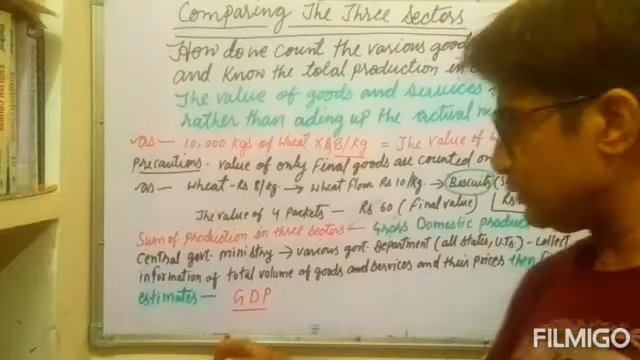 Comparing The Three Sectors
How do we count the various good
and know the total production in
The value of goods and services
rather than ading up the actual
as — 10,000 kgs of wheat X 8/kg = The value of
precautions - value of only final goods are counted
as — Wheat - Rs 8/kg → Wheat flour Rs 10/kg → Biscuits
The value of 4 packets — Rs 60 (final value)
Sum of production in three sectors — Gross Domestic product
Central govt. ministry → various govt. department (all states, U.Ts.) - collect
information of total volume of goods and services and their prices then
estimates — GDP
FILMIGO